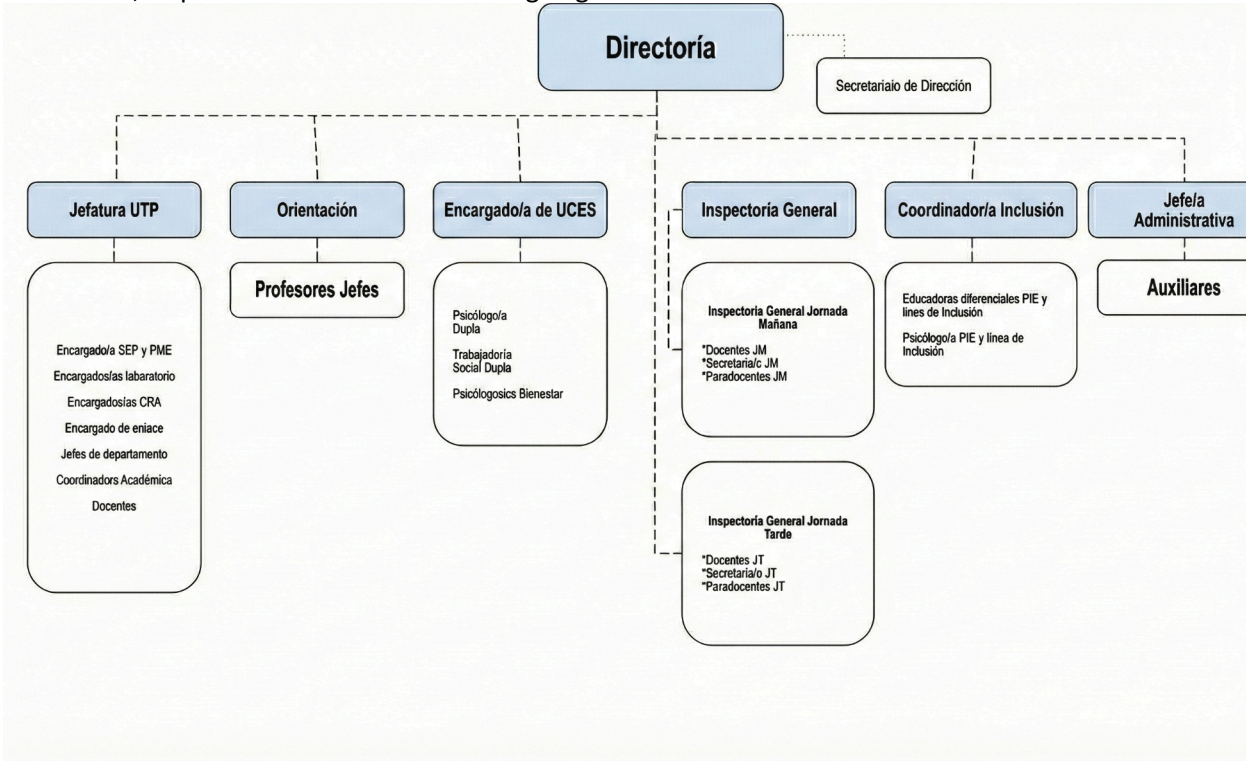 Directoría
Secretariaio de Dirección
Jefatura UTP
Orientación
Encargado/a de UCES
Inspectoría General
Coordinador/a Inclusión
Jefe/a
Administrativa
Encargado/a SEP y PME
Encargados/as labaratorio
Encargadosías CRA
Encargado de eniace
Jefes de departamento
Coordinadors Académica
Docentes
Profesores Jefes
Psicólogo/a
Dupla
Trabajadoría
Social Dupla
Psicólogosics Bienestar
Inspectoria General Jornada
Mañana
*Docentes JM
*Secretaria/c JM
*Paradocentes JM
Inspectoría General Jornada
Tarde
*Docentes JT
*Secretaria/o JT
*Paradocentes JT
Educadoras diferenciales PIE y
lines de Inclusión
Psicólogo/a PIE y línea de
Inclusión
Auxiliares